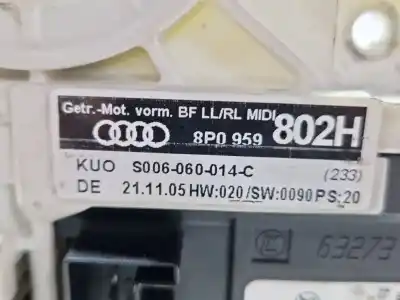 Getr.-Mot. vorm. BF LL/RL MIDI
8P0 959 802H
KUO S006-060-014-C (233)
DE 21.11.05 HW:020/SW:0090 PS:20
E 63273